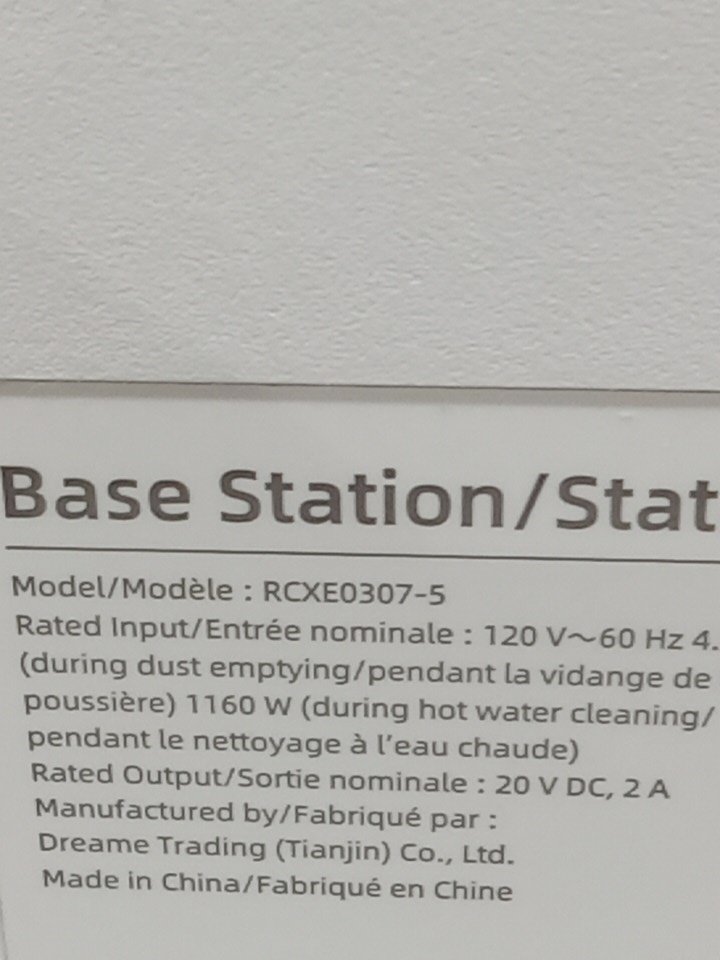 Base Station/Stat
Model/Modèle : RCXE0307-5
Rated Input/Entrée nominale : 120 V～60 Hz 4.
(during dust emptying/pendant la vidange de
poussière) 1160 W (during hot water cleaning/
pendant le nettoyage à l’eau chaude)
Rated Output/Sortie nominale : 20 V DC, 2 A
Manufactured by/Fabriqué par :
Dreame Trading (Tianjin) Co., Ltd.
Made in China/Fabriqué en Chine